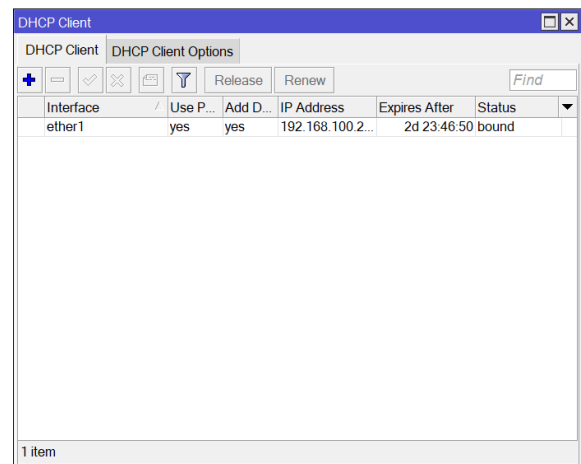 DHCP Client
DHCP Client DHCP Client Options
Release Renew Find
Interface Use P... Add D... IP Address Expires After Status
ether1 yes yes 192.168.100.2... 2d 23:46:50 bound
1 item